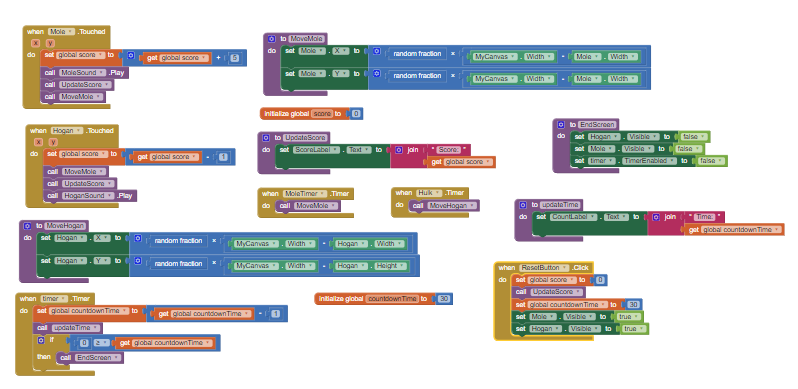 when Mole .Touched
x y
do set global score to get global score + 5
call MoleSound .Play
call UpdateScore
call MoveMole
to MoveMole
do set Mole . X to random fraction × MyCanvas . Width - Mole . Width
set Mole . Y to random fraction × MyCanvas . Width - Mole . Width
initialize global score to 0
when Hogan .Touched
x y
do set global score to get global score - 1
call MoveMole
call UpdateScore
call HoganSound .Play
to UpdateScore
do set ScoreLabel . Text to join " Score: "
get global score
to EndScreen
do set Hogan . Visible to false
set Mole . Visible to false
set timer . TimerEnabled to false
when MoleTimer .Timer
do call MoveMole
when Hulk .Timer
do call MoveHogan
to updateTime
do set CountLabel . Text to join " Time: "
get global countdownTime
to MoveHogan
do set Hogan . X to random fraction × MyCanvas . Width - Hogan . Width
set Hogan . Y to random fraction × MyCanvas . Width - Hogan . Height
when timer .Timer
do set global countdownTime to get global countdownTime - 1
call updateTime
if 0 ≥ get global countdownTime
then call EndScreen
initialize global countdownTime to 30
when ResetButton .Click
do set global score to 0
call UpdateScore
set global countdownTime to 30
set Mole . Visible to true
set Hogan . Visible to true